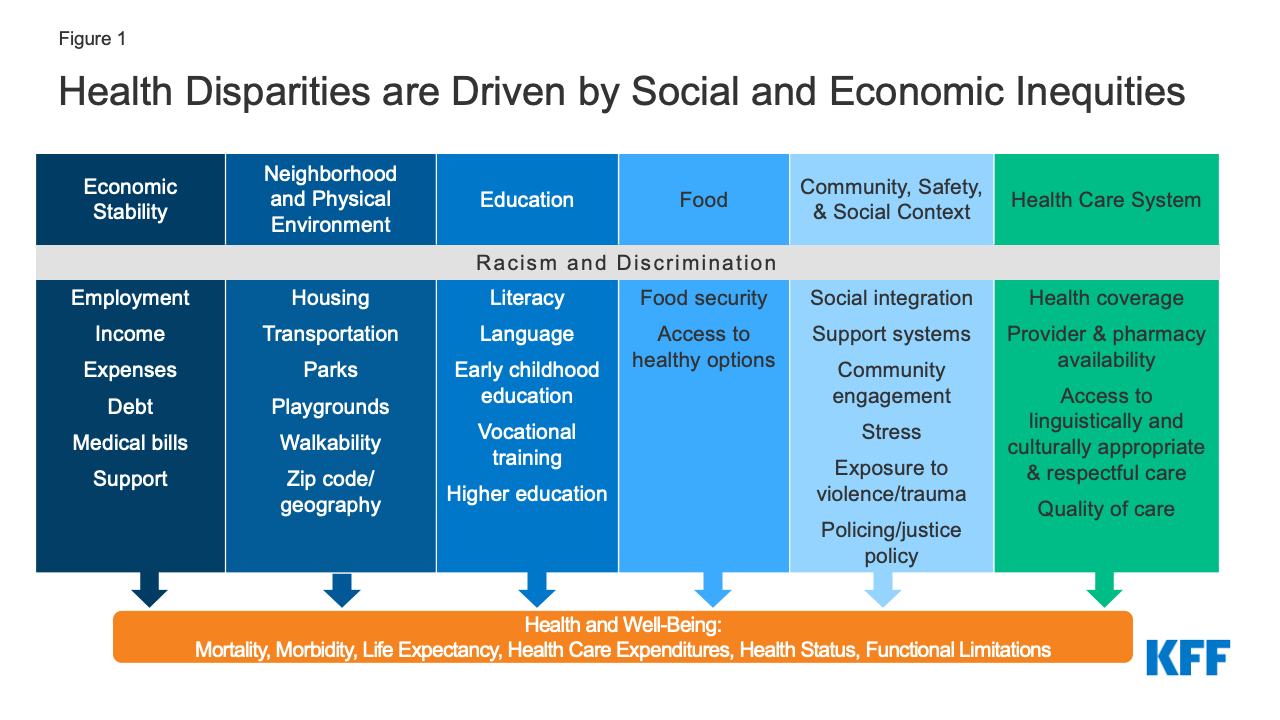 Figure 1
Health Disparities are Driven by Social and Economic Inequities
Economic
Stability
Neighborhood
and Physical
Environment
Education
Food
Community, Safety,
& Social Context
Health Care System
Racism and Discrimination
Employment
Income
Expenses
Debt
Medical bills
Support
Housing
Transportation
Parks
Playgrounds
Walkability
Zip code/
geography
Literacy
Language
Early childhood
education
Vocational
training
Higher education
Food security
Access to
healthy options
Social integration
Support systems
Community
engagement
Stress
Exposure to
violence/trauma
Policing/justice
policy
Health coverage
Provider & pharmacy
availability
Access to
linguistically and
culturally appropriate
& respectful care
Quality of care
Health and Well-Being:
Mortality, Morbidity, Life Expectancy, Health Care Expenditures, Health Status, Functional Limitations
KFF